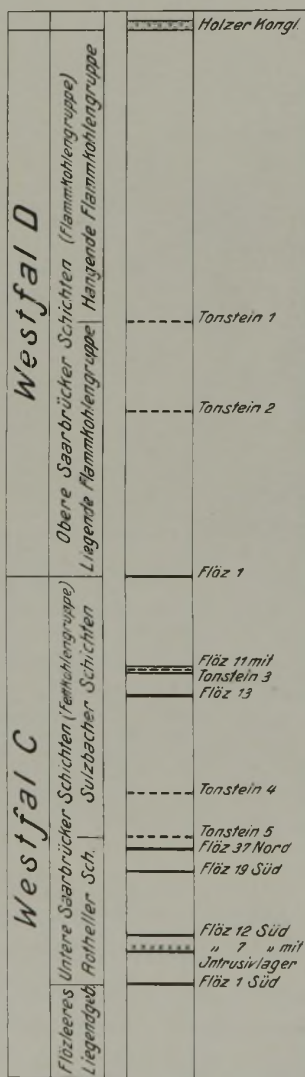 Westfal D
Westfal C
Obere Saarbrücker Schichten (Flammkohlengruppe)
Liegende Flammkohlengruppe | Hangende Flammkohlengruppe
Untere Saarbrücker Schichten (Fettkohlengruppe)
Rotheller Sch. | Sulzbacher Schichten
Flözleeres
Liegendgeb.
Holzer Kongl.
Tonstein 1
Tonstein 2
Flöz 1
Flöz 11 mit
Tonstein 3
Flöz 13
Tonstein 4
Tonstein 5
Flöz 37 Nord
Flöz 19 Süd
Flöz 12 Süd
" 7 " mit
Intrusivlager
Flöz 1 Süd